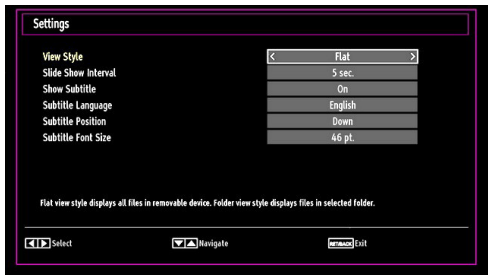 Settings
View Style < Flat >
Slide Show Interval 5 sec.
Show Subtitle On
Subtitle Language English
Subtitle Position Down
Subtitle Font Size 46 pt.
Flat view style displays all files in removable device. Folder view style displays files in selected folder.
Select Navigate RET/BACK Exit